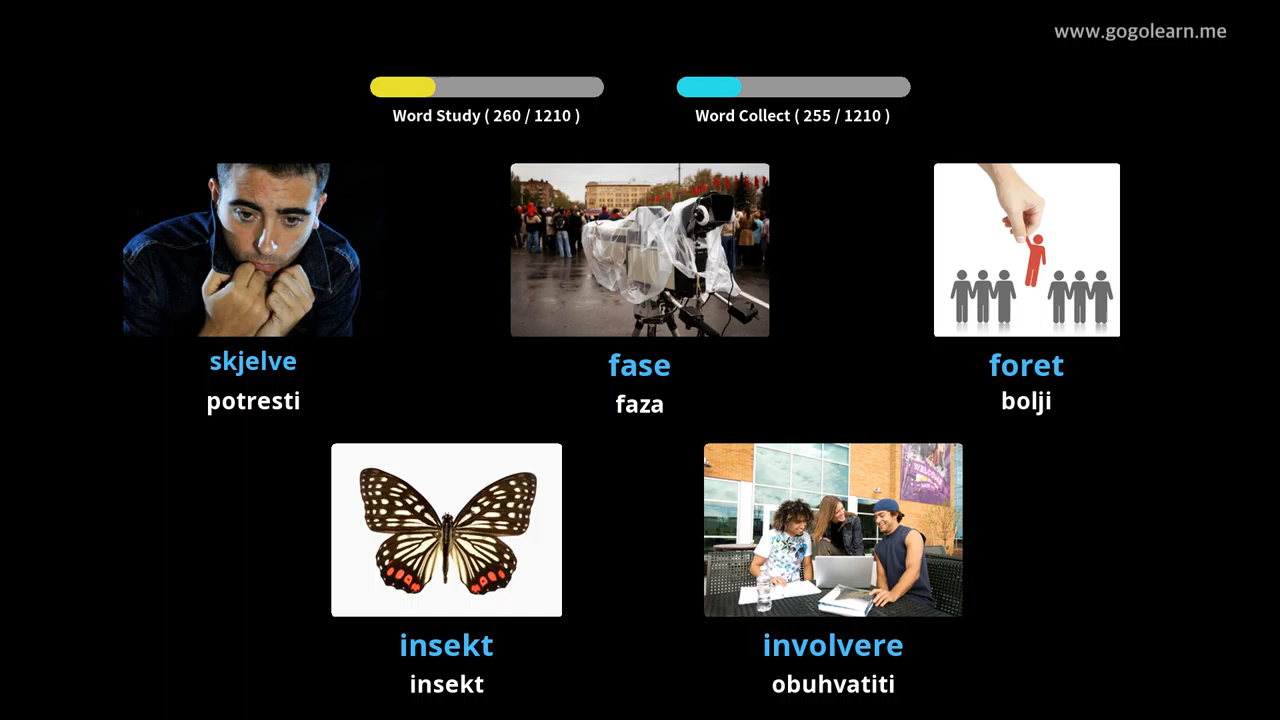 www.gogolearn.me
Word Study ( 260 / 1210 )
Word Collect ( 255 / 1210 )
skjelve
potresti
fase
faza
foret
bolji
WELCOME
insekt
insekt
involvere
obuhvatiti